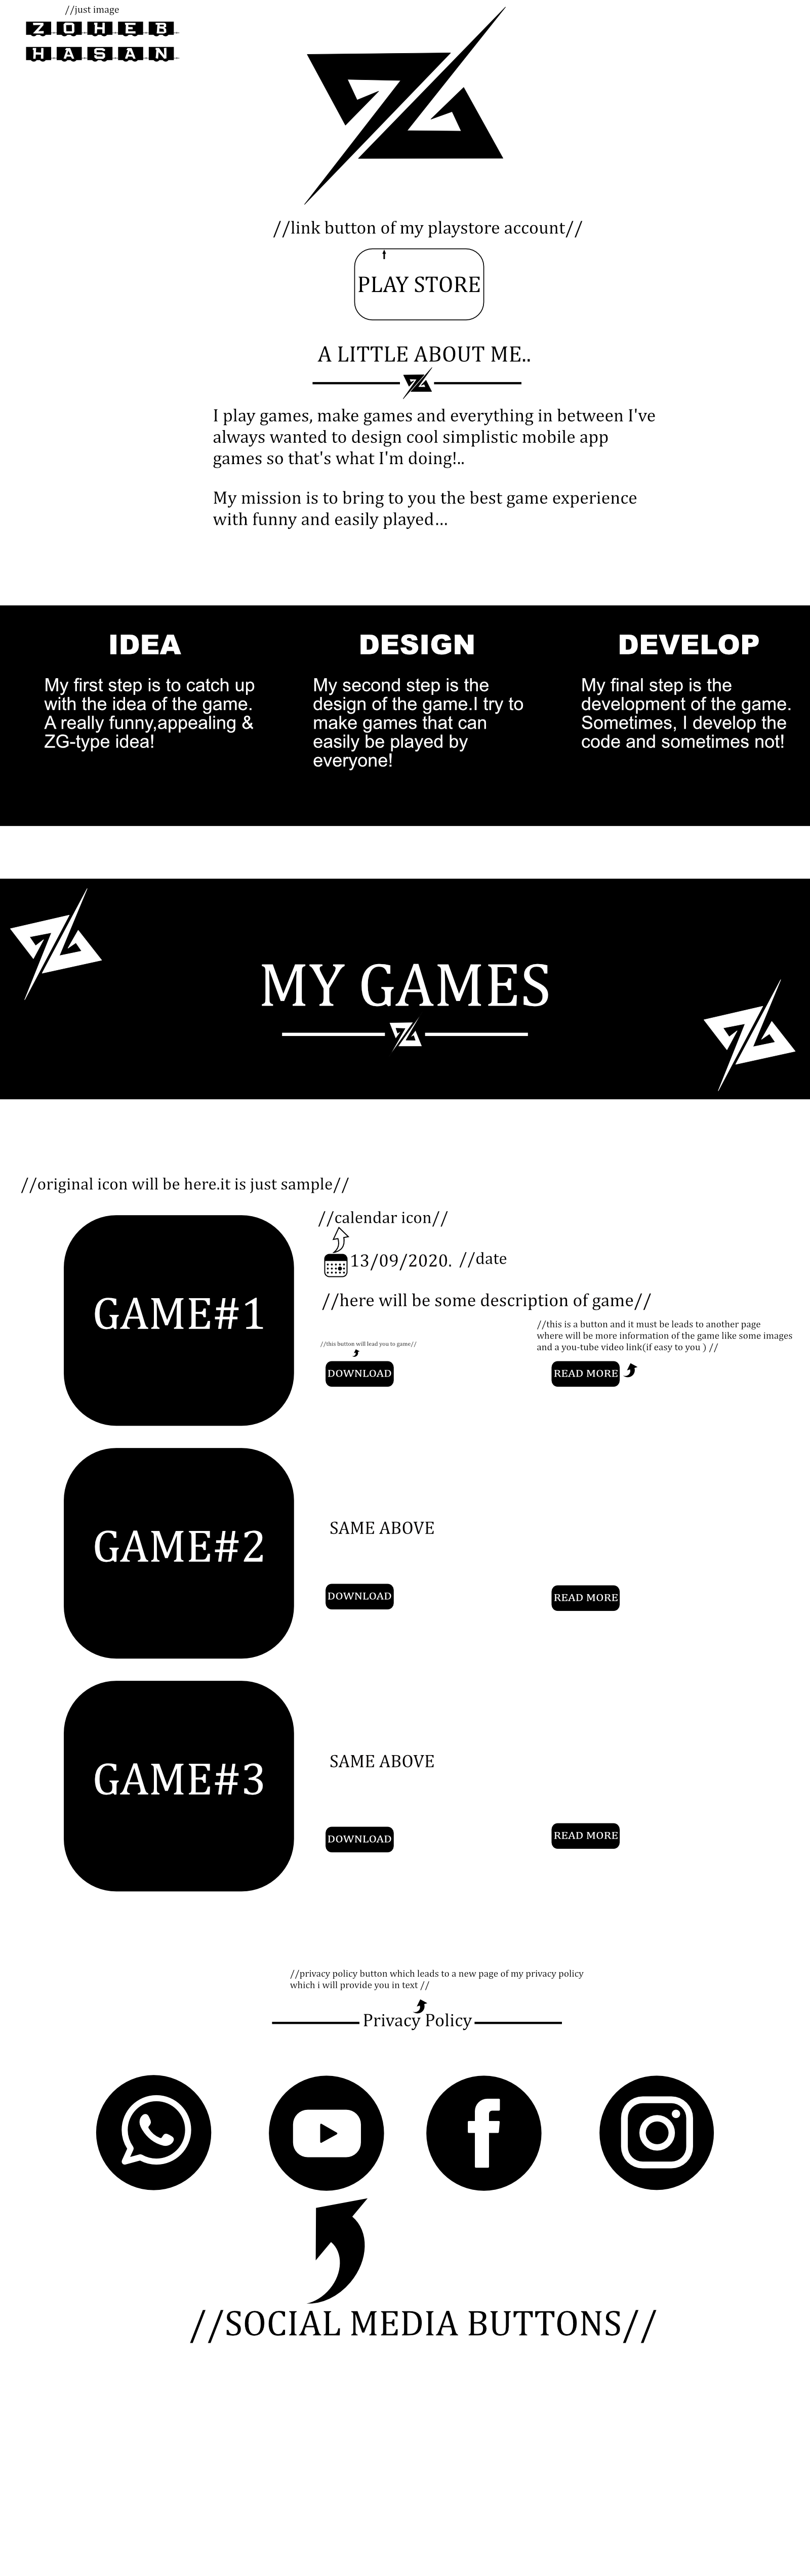 //just image
ZOHEB
HASAN
ZG
//link button of my playstore account//
PLAY STORE
A LITTLE ABOUT ME..
ZG
I play games, make games and everything in between I've
always wanted to design cool simplistic mobile app
games so that's what I'm doing!..
My mission is to bring to you the best game experience
with funny and easily played...
IDEA
My first step is to catch up
with the idea of the game.
A really funny,appealing &
ZG-type idea!
DESIGN
My second step is the
design of the game.I try to
make games that can
easily be played by
everyone!
DEVELOP
My final step is the
development of the game.
Sometimes, I develop the
code and sometimes not!
ZG
MY GAMES
ZG
ZG
//original icon will be here.it is just sample//
GAME#1
//calendar icon//
13/09/2020. //date
//here will be some description of game//
//this button will lead you to game//
DOWNLOAD
//this is a button and it must be leads to another page
where will be more information of the game like some images
and a you-tube video link(if easy to you ) //
READ MORE
GAME#2
SAME ABOVE
DOWNLOAD
READ MORE
GAME#3
SAME ABOVE
DOWNLOAD
READ MORE
//privacy policy button which leads to a new page of my privacy policy
which i will provide you in text //
Privacy Policy
//SOCIAL MEDIA BUTTONS//